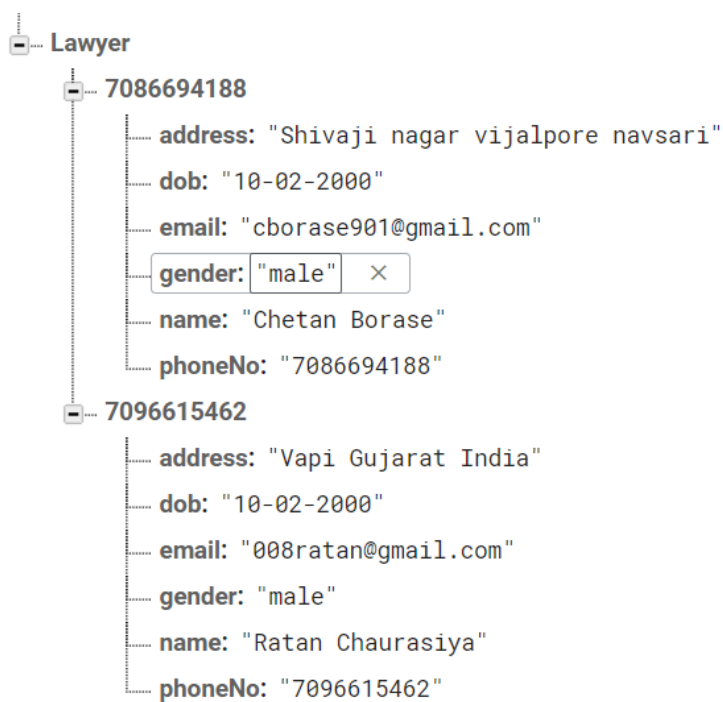 Lawyer
7086694188
address: "Shivaji nagar vijalpore navsari"
dob: "10-02-2000"
email: "cborase901@gmail.com"
gender: "male" ×
name: "Chetan Borase"
phoneNo: "7086694188"
7096615462
address: "Vapi Gujarat India"
dob: "10-02-2000"
email: "008ratan@gmail.com"
gender: "male"
name: "Ratan Chaurasiya"
phoneNo: "7096615462"